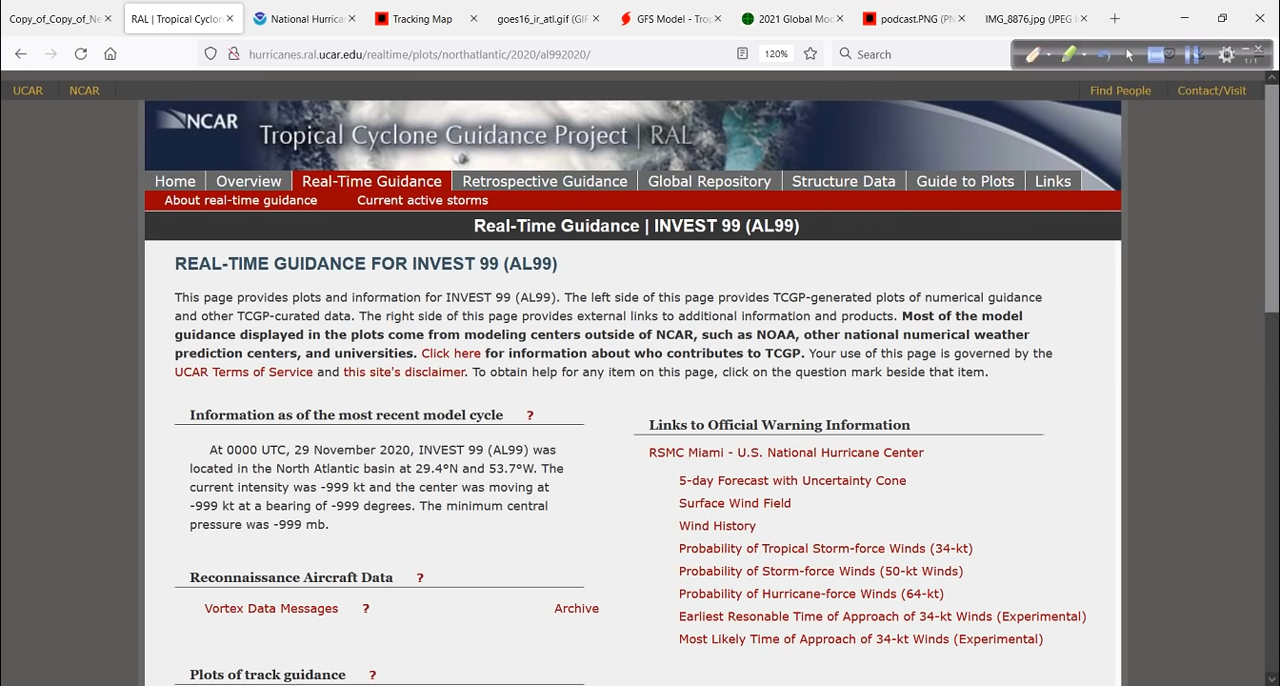 Copy_of_Copy_of_Ne
RAL | Tropical Cyclon
National Hurrica
Tracking Map
goes16_ir_atl.gif (GIF
GFS Model - Trop
2021 Global Mod
podcast.PNG (PN
IMG_8876.jpg (JPEG I
hurricanes.ral.ucar.edu/realtime/plots/northatlantic/2020/al992020/
120%
Search
1/1
UCAR NCAR
Find People Contact/Visit
NCAR
Tropical Cyclone Guidance Project | RAL
Home Overview Real-Time Guidance Retrospective Guidance Global Repository Structure Data Guide to Plots Links
About real-time guidance Current active storms
Real-Time Guidance | INVEST 99 (AL99)
REAL-TIME GUIDANCE FOR INVEST 99 (AL99)
This page provides plots and information for INVEST 99 (AL99). The left side of this page provides TCGP-generated plots of numerical guidance
and other TCGP-curated data. The right side of this page provides external links to additional information and products. Most of the model
guidance displayed in the plots come from modeling centers outside of NCAR, such as NOAA, other national numerical weather
prediction centers, and universities. Click here for information about who contributes to TCGP. Your use of this page is governed by the
UCAR Terms of Service and this site's disclaimer. To obtain help for any item on this page, click on the question mark beside that item.
Information as of the most recent model cycle ?
At 0000 UTC, 29 November 2020, INVEST 99 (AL99) was
located in the North Atlantic basin at 29.4°N and 53.7°W. The
current intensity was -999 kt and the center was moving at
-999 kt at a bearing of -999 degrees. The minimum central
pressure was -999 mb.
Reconnaissance Aircraft Data ?
Vortex Data Messages ? Archive
Plots of track guidance ?
Links to Official Warning Information
RSMC Miami - U.S. National Hurricane Center
5-day Forecast with Uncertainty Cone
Surface Wind Field
Wind History
Probability of Tropical Storm-force Winds (34-kt)
Probability of Storm-force Winds (50-kt Winds)
Probability of Hurricane-force Winds (64-kt)
Earliest Resonable Time of Approach of 34-kt Winds (Experimental)
Most Likely Time of Approach of 34-kt Winds (Experimental)